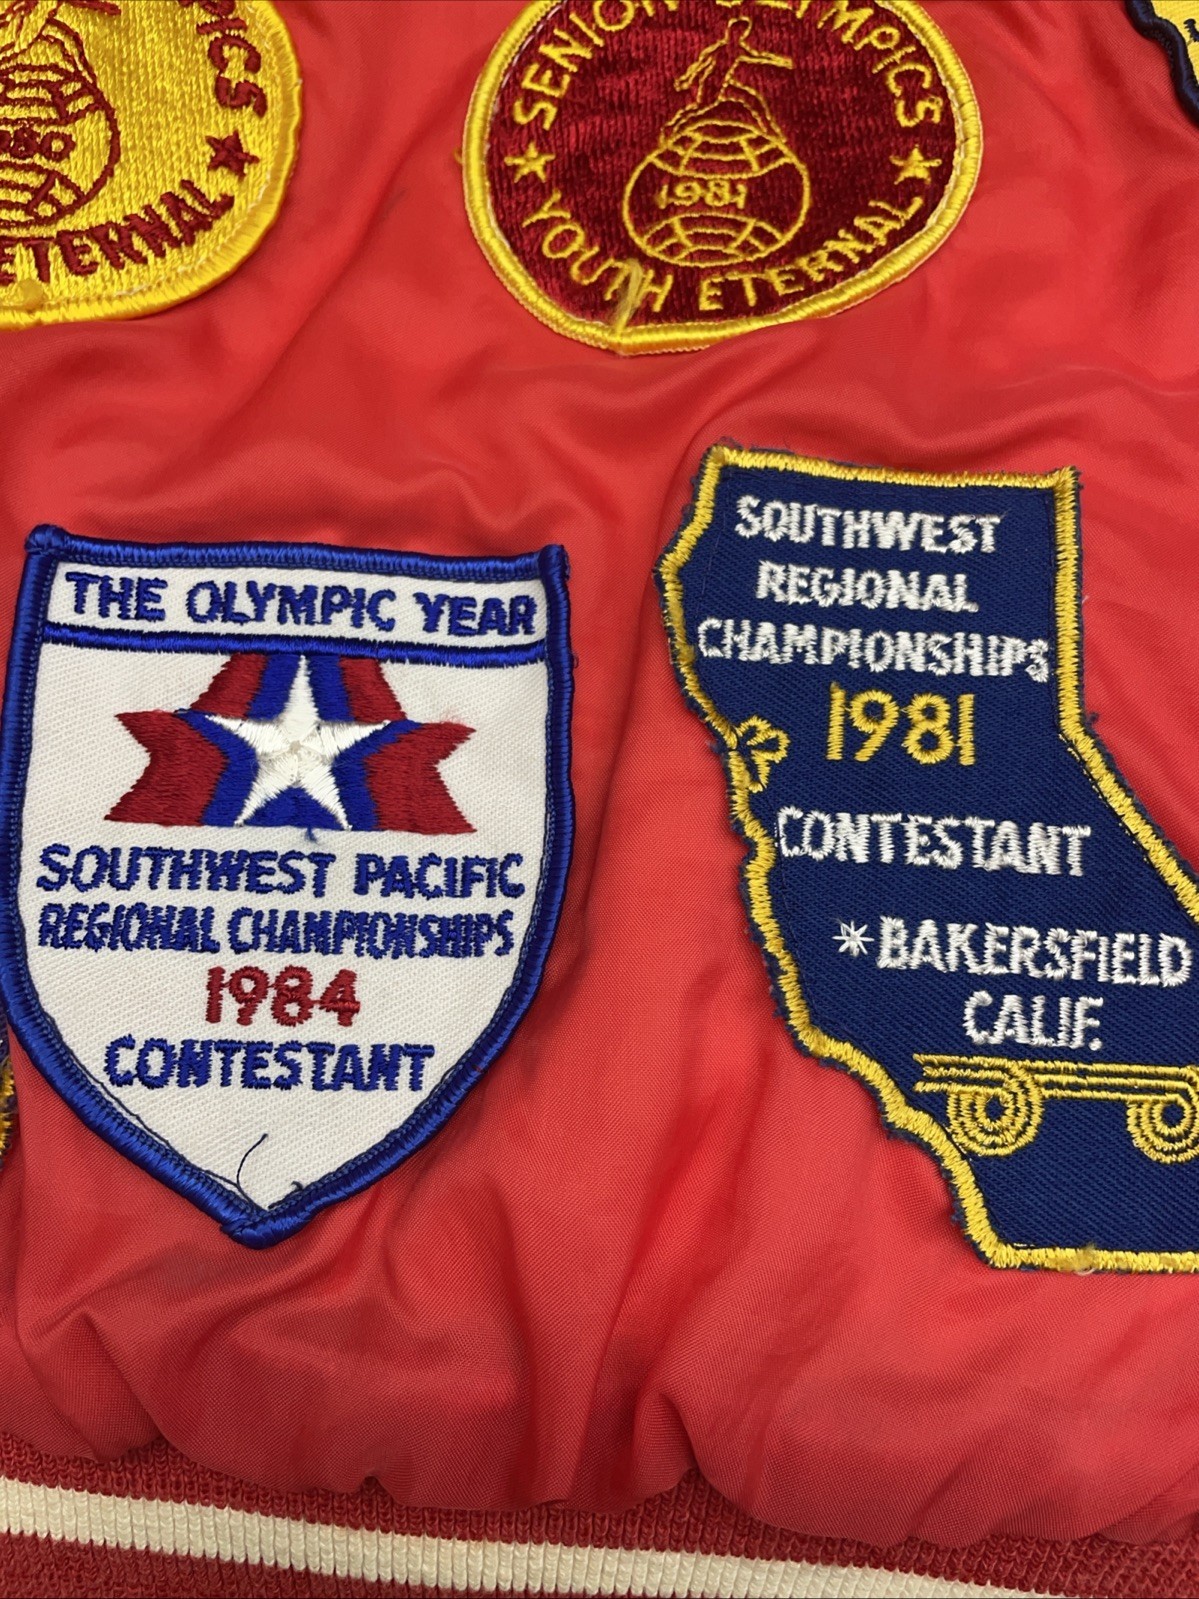 ETERNAL
SENIOR OLYMPICS
1981
YOUTH ETERNAL
THE OLYMPIC YEAR
SOUTHWEST PACIFIC
REGIONAL CHAMPIONSHIPS
1984
CONTESTANT
SOUTHWEST
REGIONAL
CHAMPIONSHIPS
1981
CONTESTANT
BAKERSFIELD
CALIF.